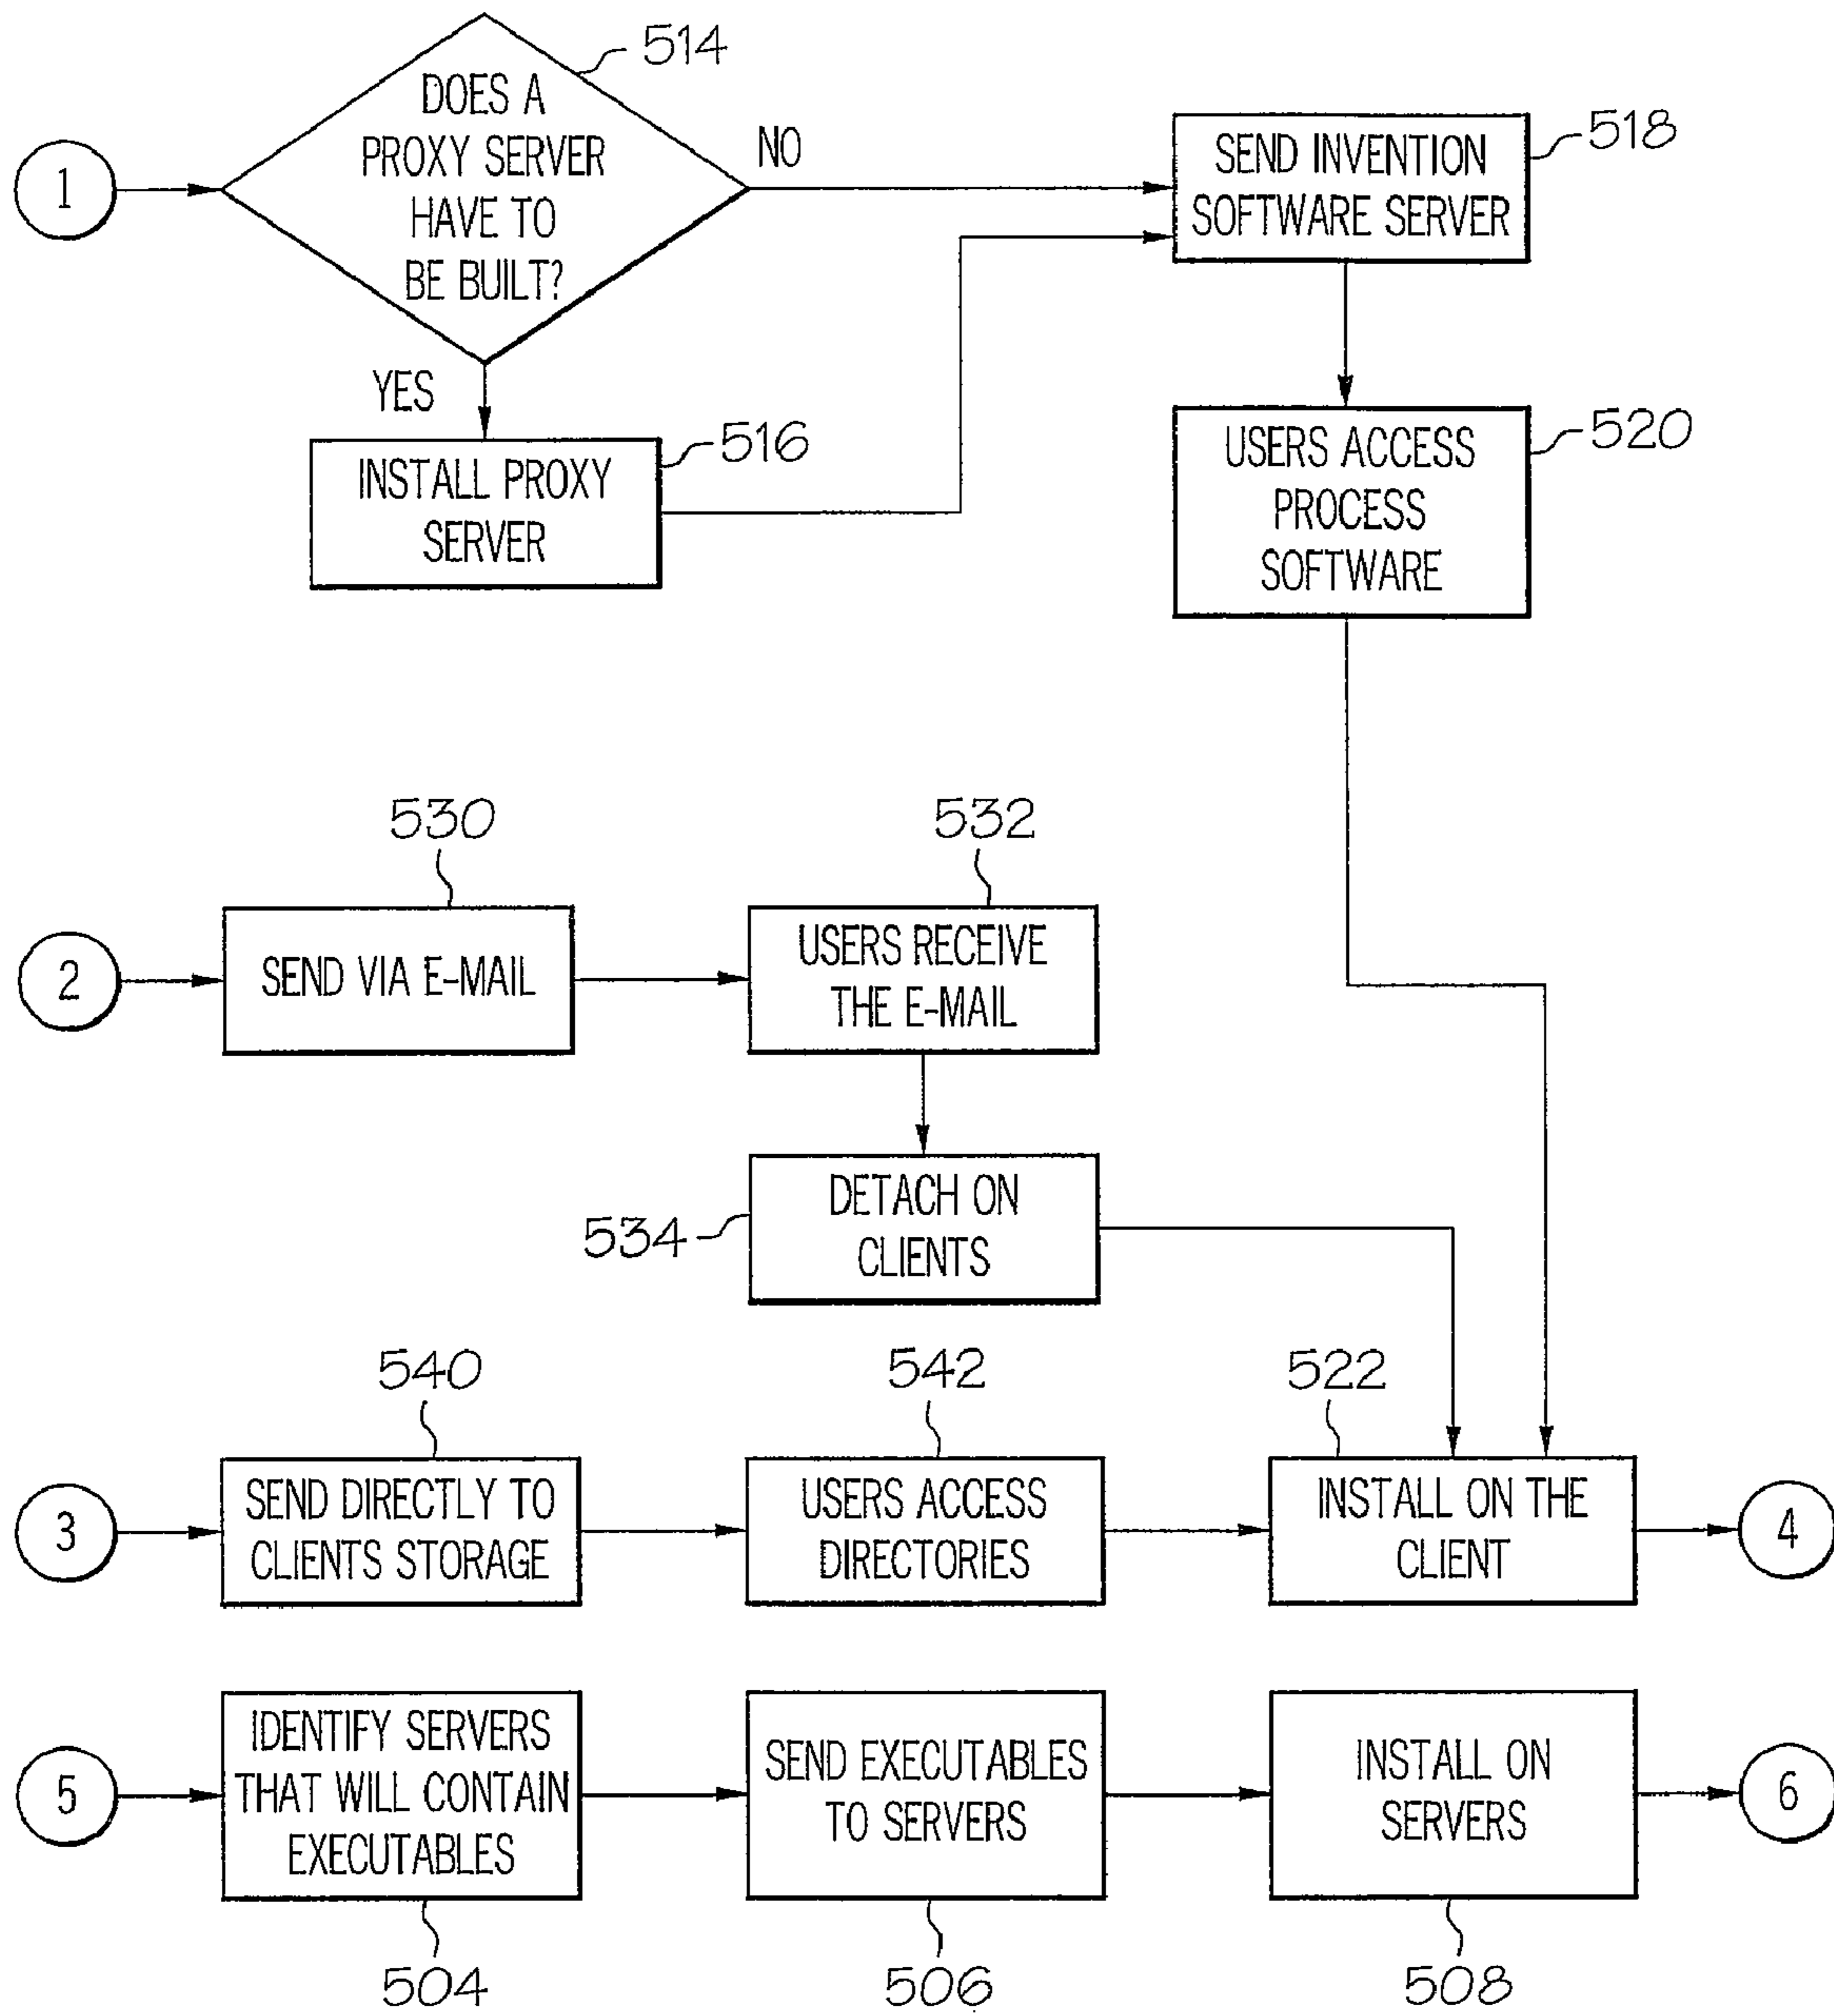 514
DOES A
PROXY SERVER
HAVE TO
BE BUILT?
1
NO
SEND INVENTION
SOFTWARE SERVER
518
YES
INSTALL PROXY
SERVER
516
USERS ACCESS
PROCESS
SOFTWARE
520
530
532
2
SEND VIA E-MAIL
USERS RECEIVE
THE E-MAIL
DETACH ON
CLIENTS
534
540
542
522
3
SEND DIRECTLY TO
CLIENTS STORAGE
USERS ACCESS
DIRECTORIES
INSTALL ON THE
CLIENT
4
5
IDENTIFY SERVERS
THAT WILL CONTAIN
EXECUTABLES
SEND EXECUTABLES
TO SERVERS
INSTALL ON
SERVERS
6
504
506
508